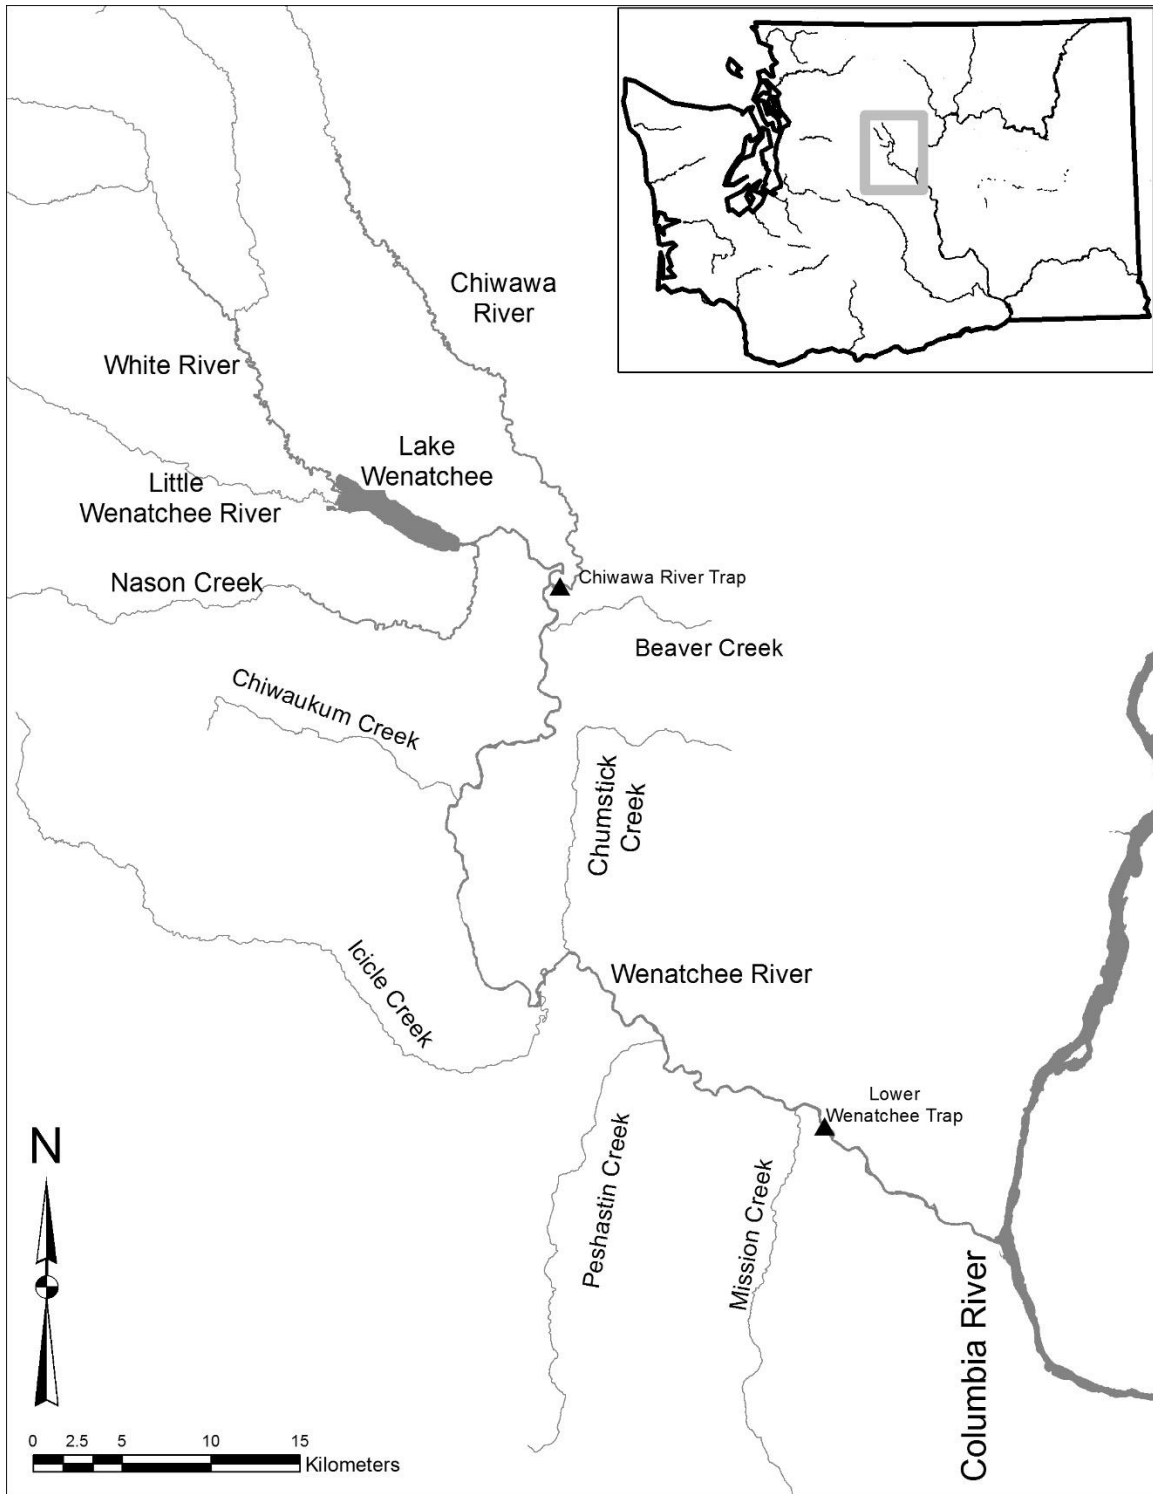 Chiwawa
River
White River
Lake
Wenatchee
Little
Wenatchee River
Nason Creek
Chiwawa River Trap
Beaver Creek
Chiwaukum Creek
Chumstick
Creek
Icicle Creek
Wenatchee River
Lower
Wenatchee Trap
Peshastin Creek
Mission Creek
Columbia River
N
0 2.5 5 10 15
Kilometers